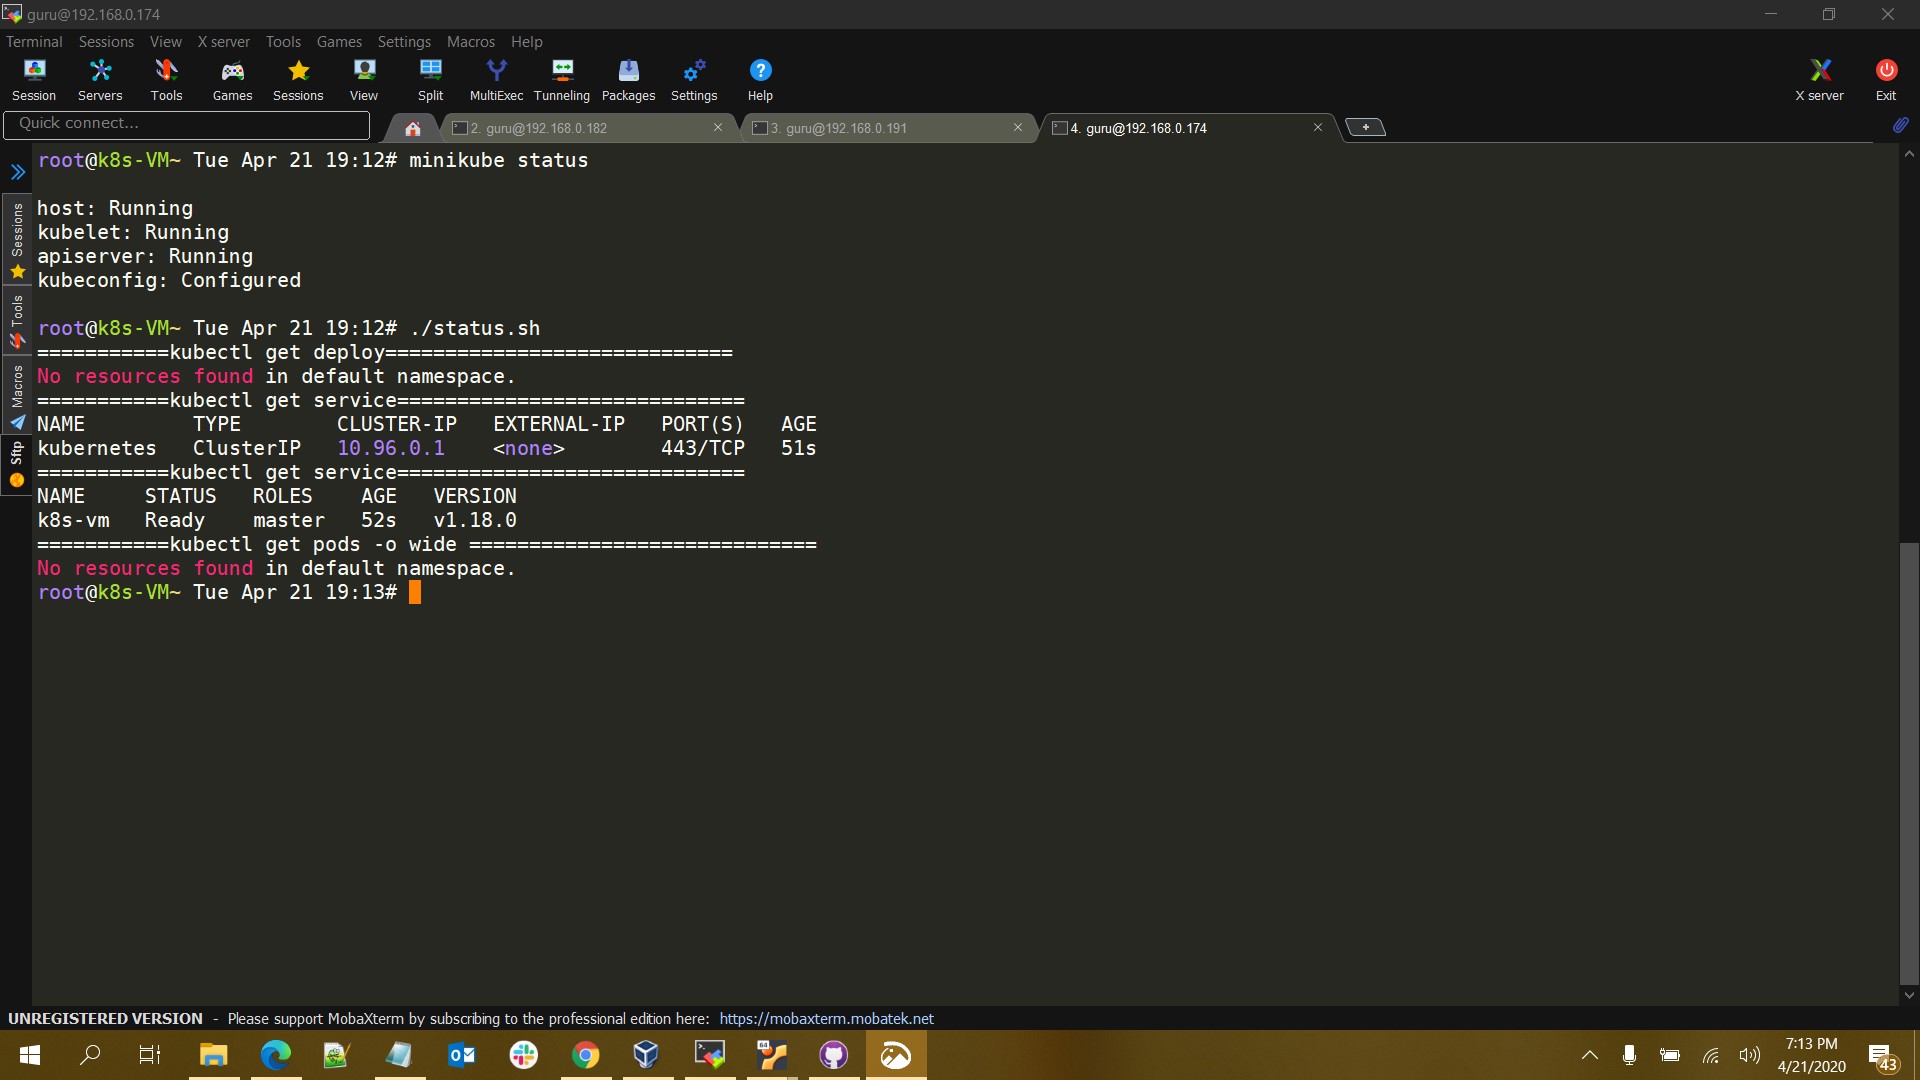 guru@192.168.0.174
Terminal Sessions View X server Tools Games Settings Macros Help
Session Servers Tools Games Sessions View Split MultiExec Tunneling Packages Settings Help X server Exit
Quick connect... 2. guru@192.168.0.182 3. guru@192.168.0.191 4. guru@192.168.0.174
root@k8s-VM~ Tue Apr 21 19:12# minikube status
host: Running
kubelet: Running
apiserver: Running
kubeconfig: Configured
root@k8s-VM~ Tue Apr 21 19:12# ./status.sh
===========kubectl get deploy=============================
No resources found in default namespace.
===========kubectl get service=============================
NAME TYPE CLUSTER-IP EXTERNAL-IP PORT(S) AGE
kubernetes ClusterIP 10.96.0.1 <none> 443/TCP 51s
===========kubectl get service=============================
NAME STATUS ROLES AGE VERSION
k8s-vm Ready master 52s v1.18.0
===========kubectl get pods -o wide =============================
No resources found in default namespace.
root@k8s-VM~ Tue Apr 21 19:13#
Sessions
Tools
Macros
Sftp
UNREGISTERED VERSION - Please support MobaXterm by subscribing to the professional edition here: https://mobaxterm.mobatek.net
7:13 PM
4/21/2020
43
64